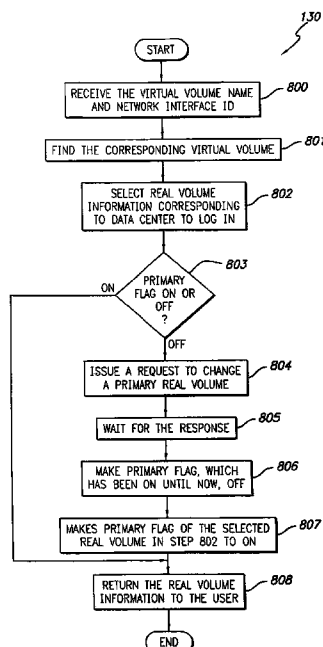 130
START
RECEIVE THE VIRTUAL VOLUME NAME
AND NETWORK INTERFACE ID
800
FIND THE CORRESPONDING VIRTUAL VOLUME
801
SELECT REAL VOLUME
INFORMATION CORRESPONDING
TO DATA CENTER TO LOG IN
802
803
PRIMARY
FLAG ON OR
OFF
?
ON
OFF
ISSUE A REQUEST TO CHANGE
A PRIMARY REAL VOLUME
804
WAIT FOR THE RESPONSE
805
MAKE PRIMARY FLAG, WHICH
HAS BEEN ON UNTIL NOW, OFF
806
MAKES PRIMARY FLAG OF THE SELECTED
REAL VOLUME IN STEP 802 TO ON
807
RETURN THE REAL VOLUME
INFORMATION TO THE USER
808
END